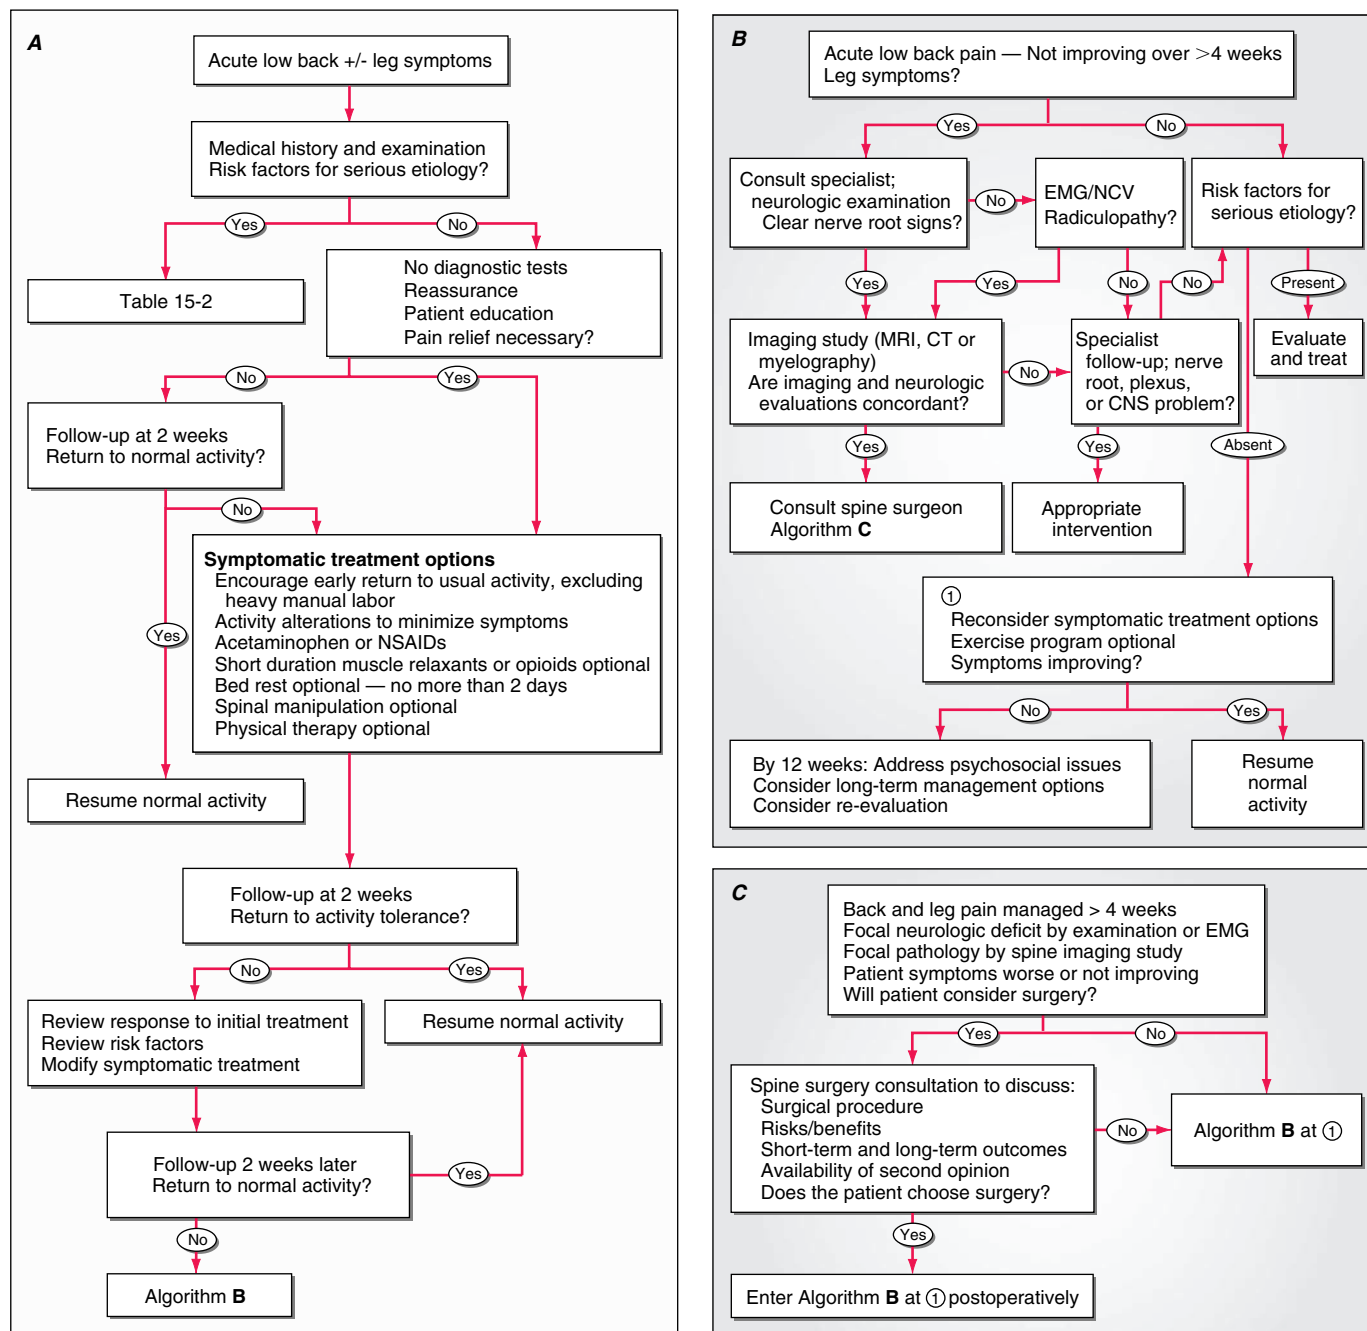 A
Acute low back +/- leg symptoms
Medical history and examination
Risk factors for serious etiology?
Yes
No
Table 15-2
No diagnostic tests
Reassurance
Patient education
Pain relief necessary?
No
Yes
Follow-up at 2 weeks
Return to normal activity?
No
Yes
Symptomatic treatment options
Encourage early return to usual activity, excluding
heavy manual labor
Activity alterations to minimize symptoms
Acetaminophen or NSAIDs
Short duration muscle relaxants or opioids optional
Bed rest optional — no more than 2 days
Spinal manipulation optional
Physical therapy optional
Resume normal activity
Follow-up at 2 weeks
Return to activity tolerance?
No
Yes
Review response to initial treatment
Review risk factors
Modify symptomatic treatment
Resume normal activity
Follow-up 2 weeks later
Return to normal activity?
Yes
No
Algorithm B
B
Acute low back pain — Not improving over >4 weeks
Leg symptoms?
Yes
No
Consult specialist;
neurologic examination
Clear nerve root signs?
No
EMG/NCV
Radiculopathy?
Risk factors for
serious etiology?
Yes
Yes
No
No
Present
Imaging study (MRI, CT or
myelography)
Are imaging and neurologic
evaluations concordant?
No
Specialist
follow-up; nerve
root, plexus,
or CNS problem?
Evaluate
and treat
Yes
Yes
Absent
Consult spine surgeon
Algorithm C
Appropriate
intervention
①
Reconsider symptomatic treatment options
Exercise program optional
Symptoms improving?
No
Yes
By 12 weeks: Address psychosocial issues
Consider long-term management options
Consider re-evaluation
Resume
normal
activity
C
Back and leg pain managed > 4 weeks
Focal neurologic deficit by examination or EMG
Focal pathology by spine imaging study
Patient symptoms worse or not improving
Will patient consider surgery?
Yes
No
Spine surgery consultation to discuss:
Surgical procedure
Risks/benefits
Short-term and long-term outcomes
Availability of second opinion
Does the patient choose surgery?
No
Algorithm B at ①
Yes
Enter Algorithm B at ① postoperatively